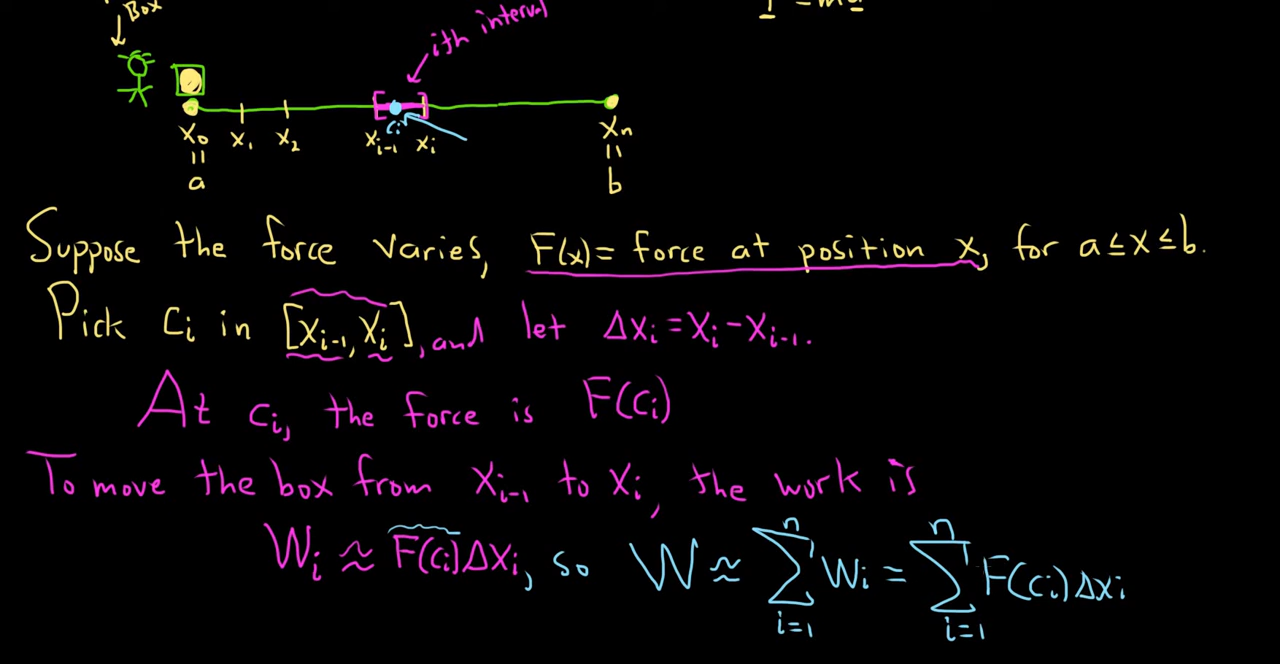 Box
ith interval
x₀ x₁ x₂ xᵢ₋₁ cᵢ xᵢ xₙ
|| ||
a b
Suppose the force varies, F(x) = force at position x, for a ≤ x ≤ b.
Pick cᵢ in [xᵢ₋₁, xᵢ], and let Δxᵢ = xᵢ - xᵢ₋₁.
At cᵢ, the force is F(cᵢ)
To move the box from xᵢ₋₁ to xᵢ, the work is
Wᵢ ≈ F(cᵢ)Δxᵢ, so W ≈ ∑ⁿᵢ₌₁ Wᵢ = ∑ⁿᵢ₌₁ F(cᵢ)Δxᵢ